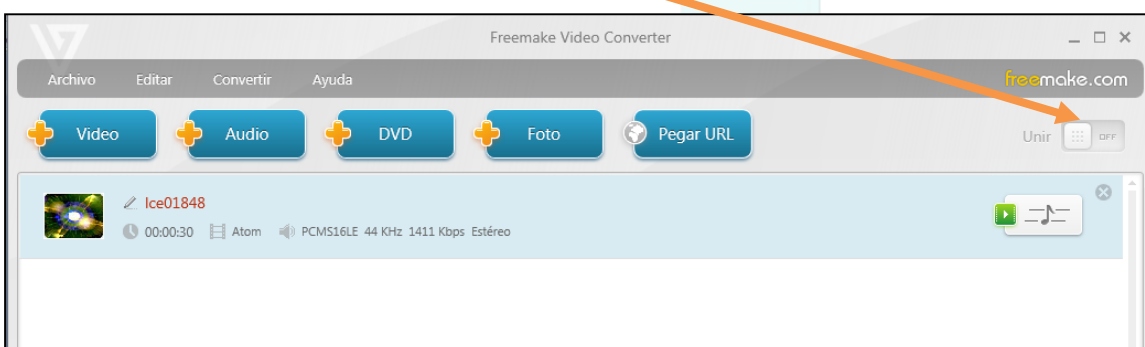 Freemake Video Converter
Archivo Editar Convertir Ayuda
freemake.com
Video Audio DVD Foto Pegar URL
Unir OFF
Ice01848
00:00:30 Atom PCMS16LE 44 KHz 1411 Kbps Estéreo